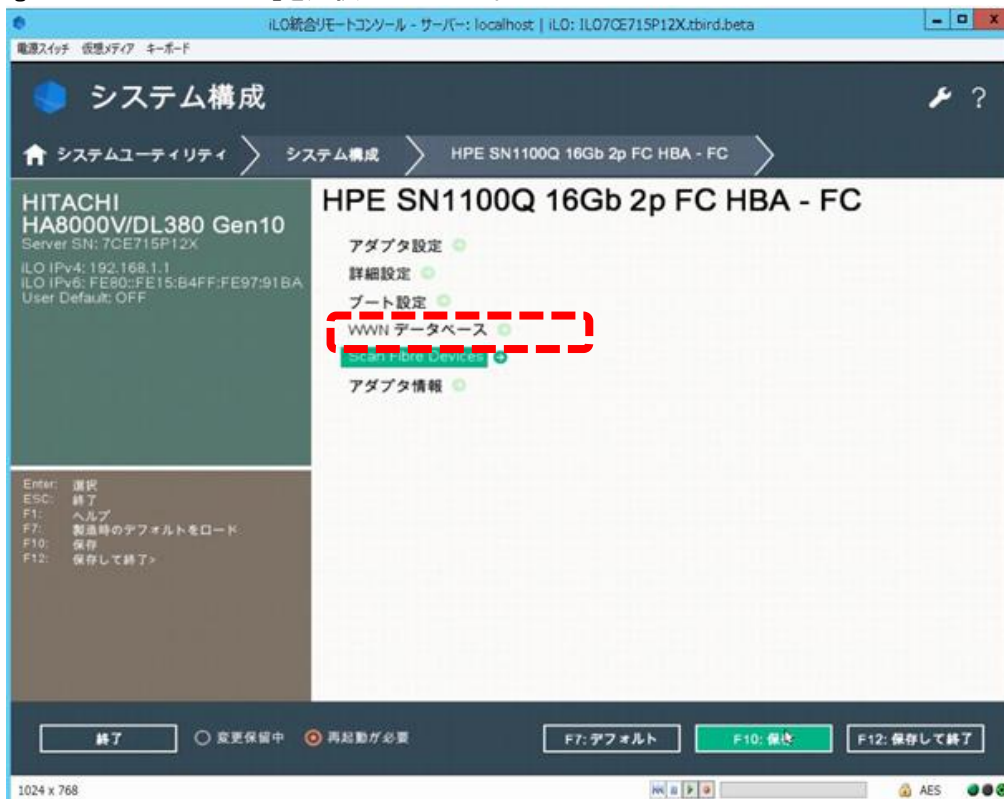 iLO統合リモートコンソール - サーバー: localhost | iLO: ILO7CE715P12X.tbird.beta
電源スイッチ 仮想メディア キーボード
システム構成
?
システムユーティリティ
システム構成
HPE SN1100Q 16Gb 2p FC HBA - FC
HITACHI
HA8000V/DL380 Gen10
Server SN: 7CE715P12X
iLO IPv4: 192.168.1.1
iLO IPv6: FE80::FE15:B4FF:FE97:91BA
User Default: OFF
HPE SN1100Q 16Gb 2p FC HBA - FC
アダプタ設定
詳細設定
ブート設定
WWN データベース
Scan Fibre Devices
アダプタ情報
Enter: 選択
ESC: 終了
F1: ヘルプ
F7: 製造時のデフォルトをロード
F10: 保存
F12: 保存して終了>
終了
変更保留中
再起動が必要
F7: デフォルト
F10: 保存
F12: 保存して終了
1024 x 768
AES